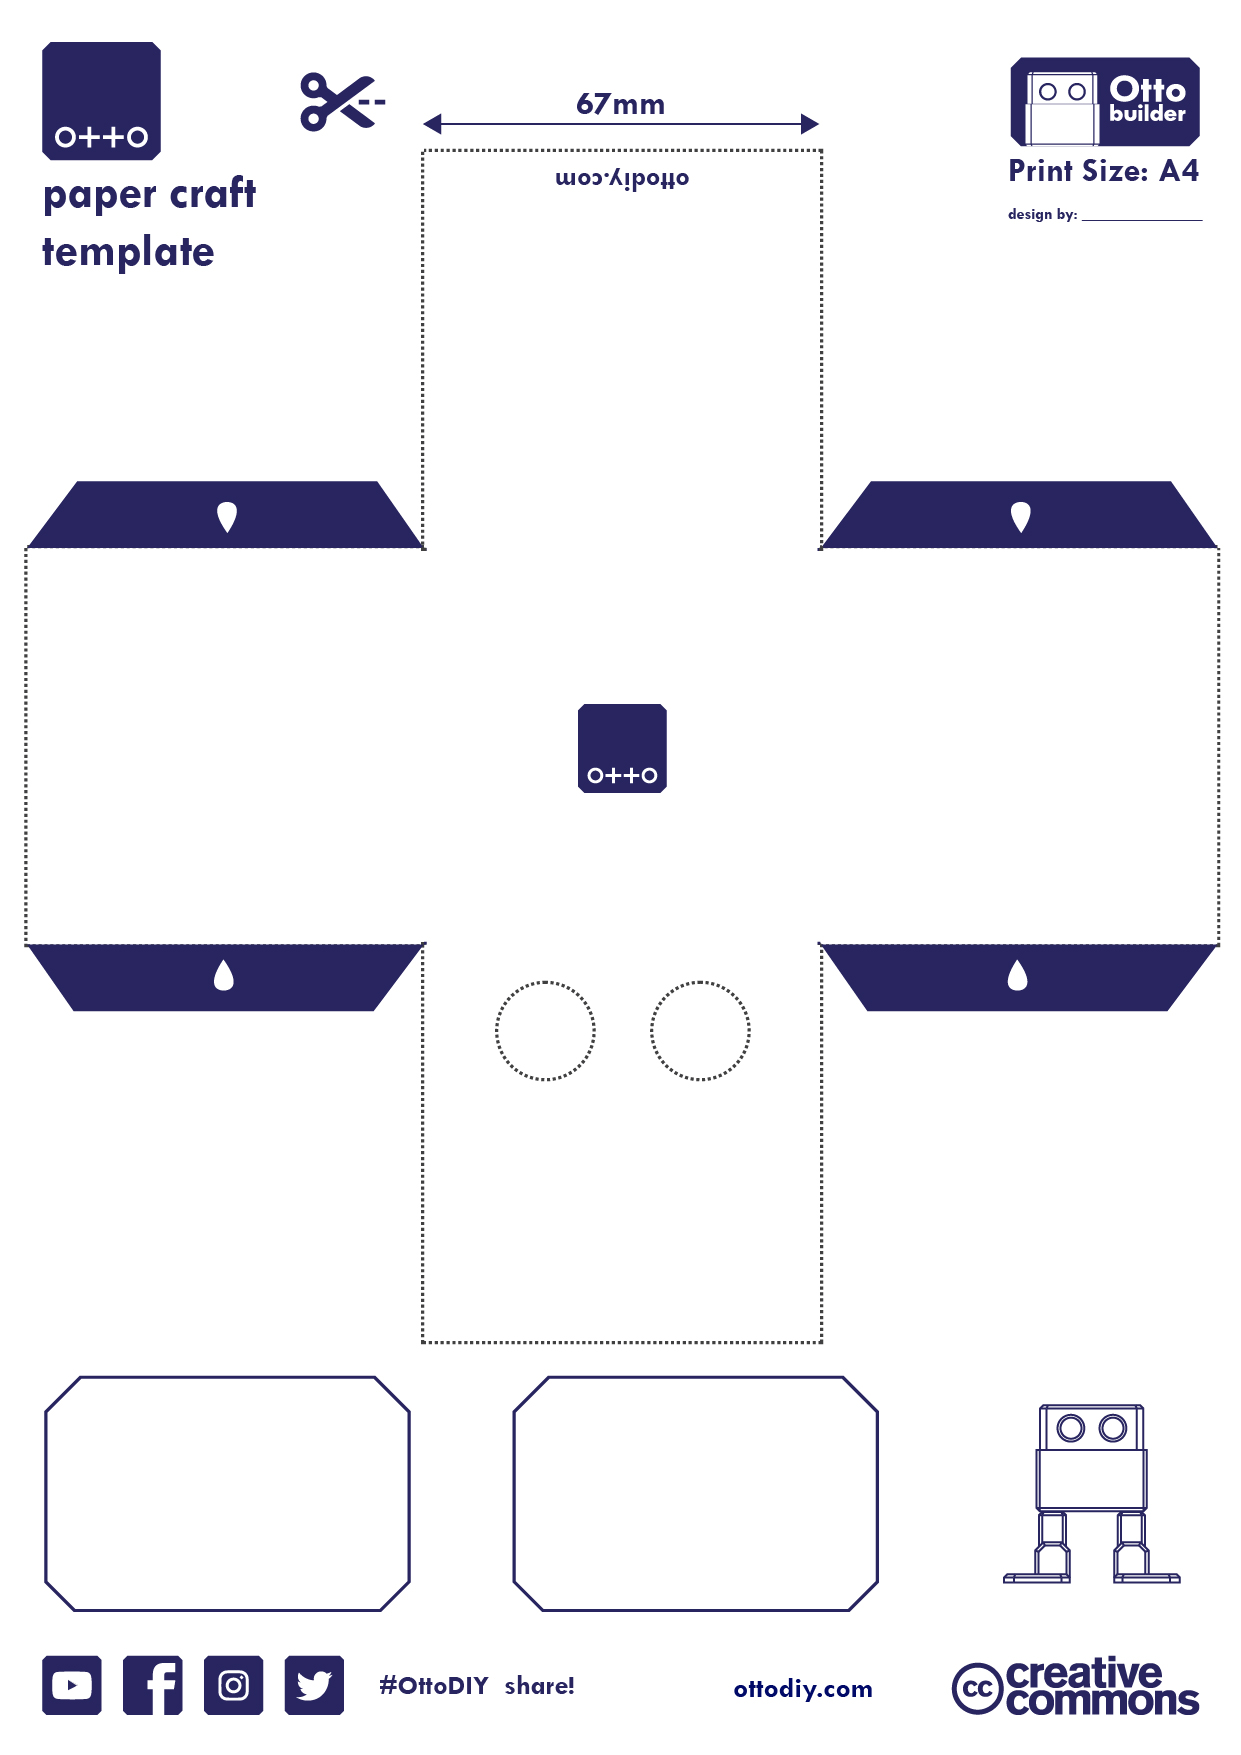 O++O
paper craft
template
67mm
ottodiy.com
Otto
builder
Print Size: A4
design by: ________________
O++O
#OttoDIY share!
ottodiy.com
cc creative
commons